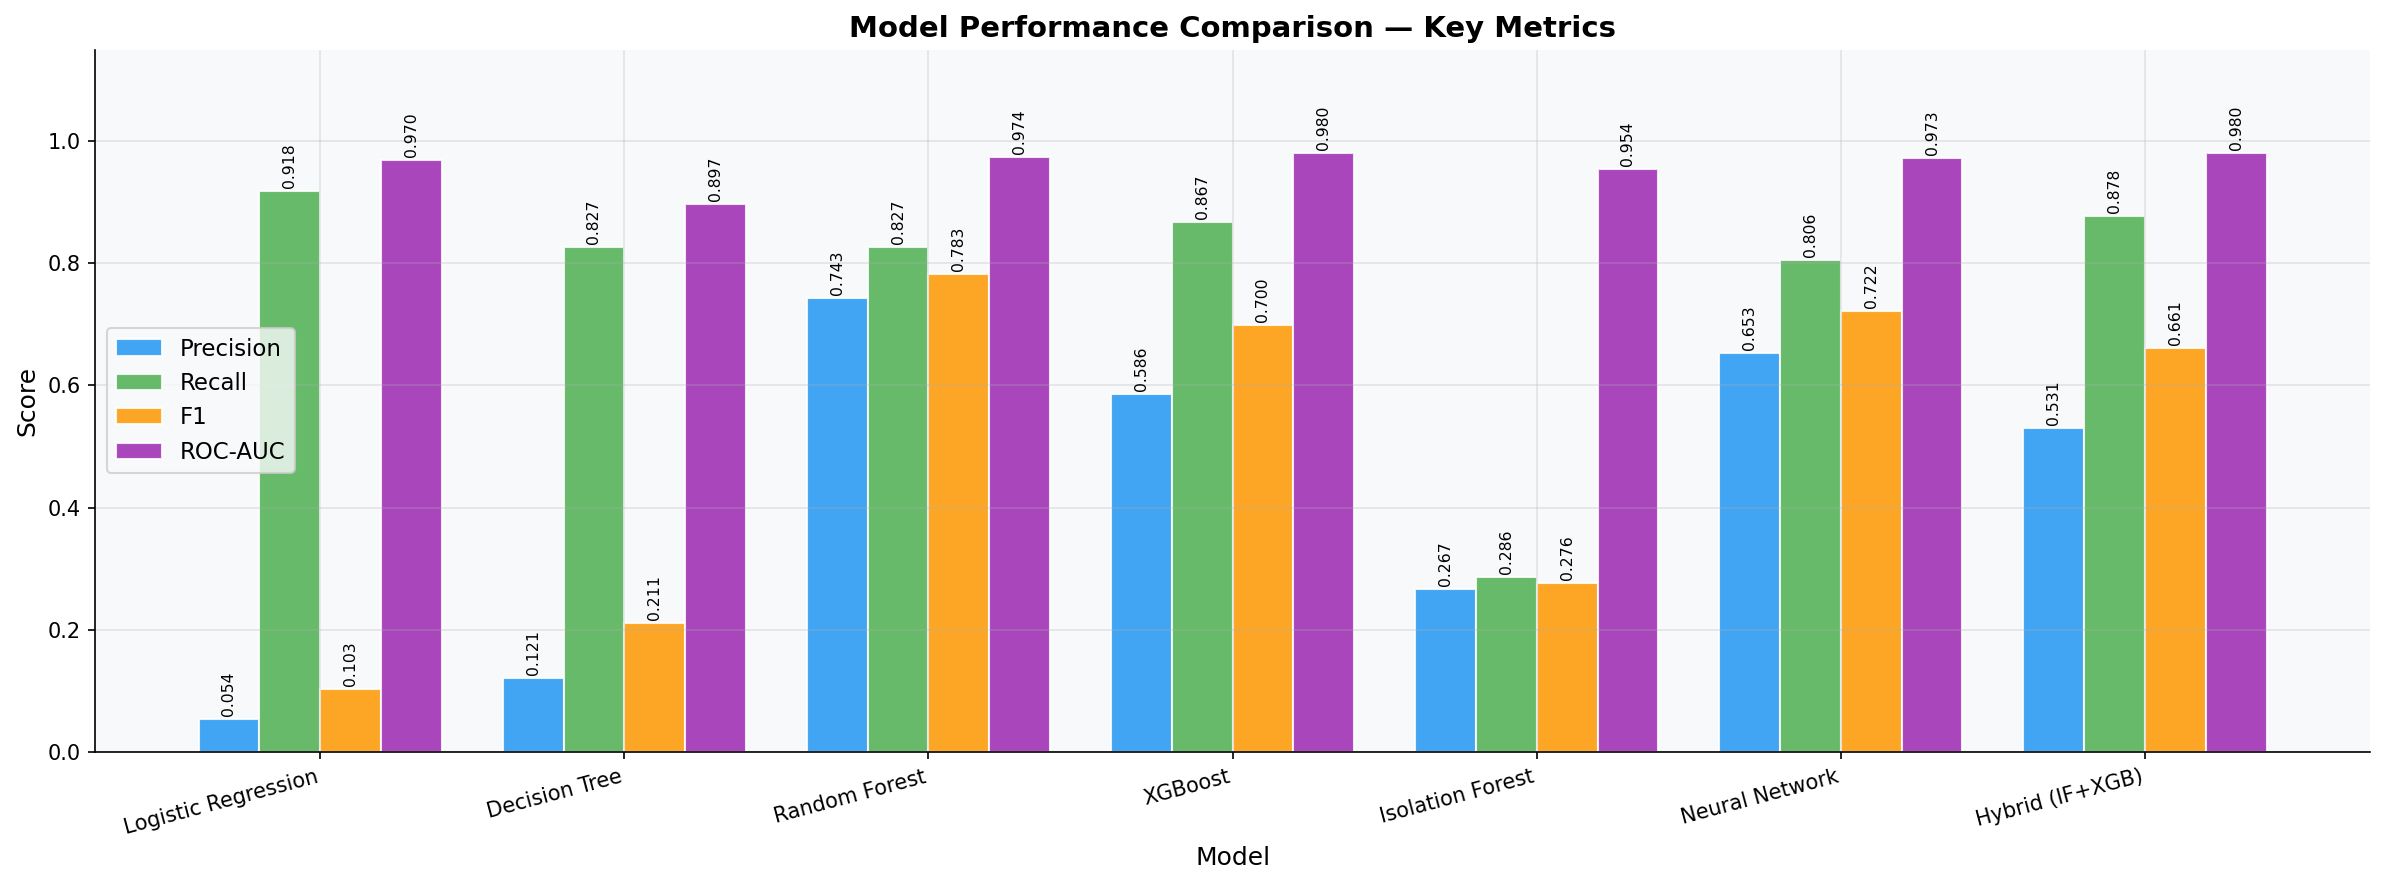 Model Performance Comparison — Key Metrics
Score
1.0
0.8
0.6
0.4
0.2
0.0
Precision
Recall
F1
ROC-AUC
0.054
0.918
0.103
0.970
0.121
0.827
0.211
0.897
0.743
0.827
0.783
0.974
0.586
0.867
0.700
0.980
0.267
0.286
0.276
0.954
0.653
0.806
0.722
0.973
0.531
0.878
0.661
0.980
Logistic Regression
Decision Tree
Random Forest
XGBoost
Isolation Forest
Neural Network
Hybrid (IF+XGB)
Model